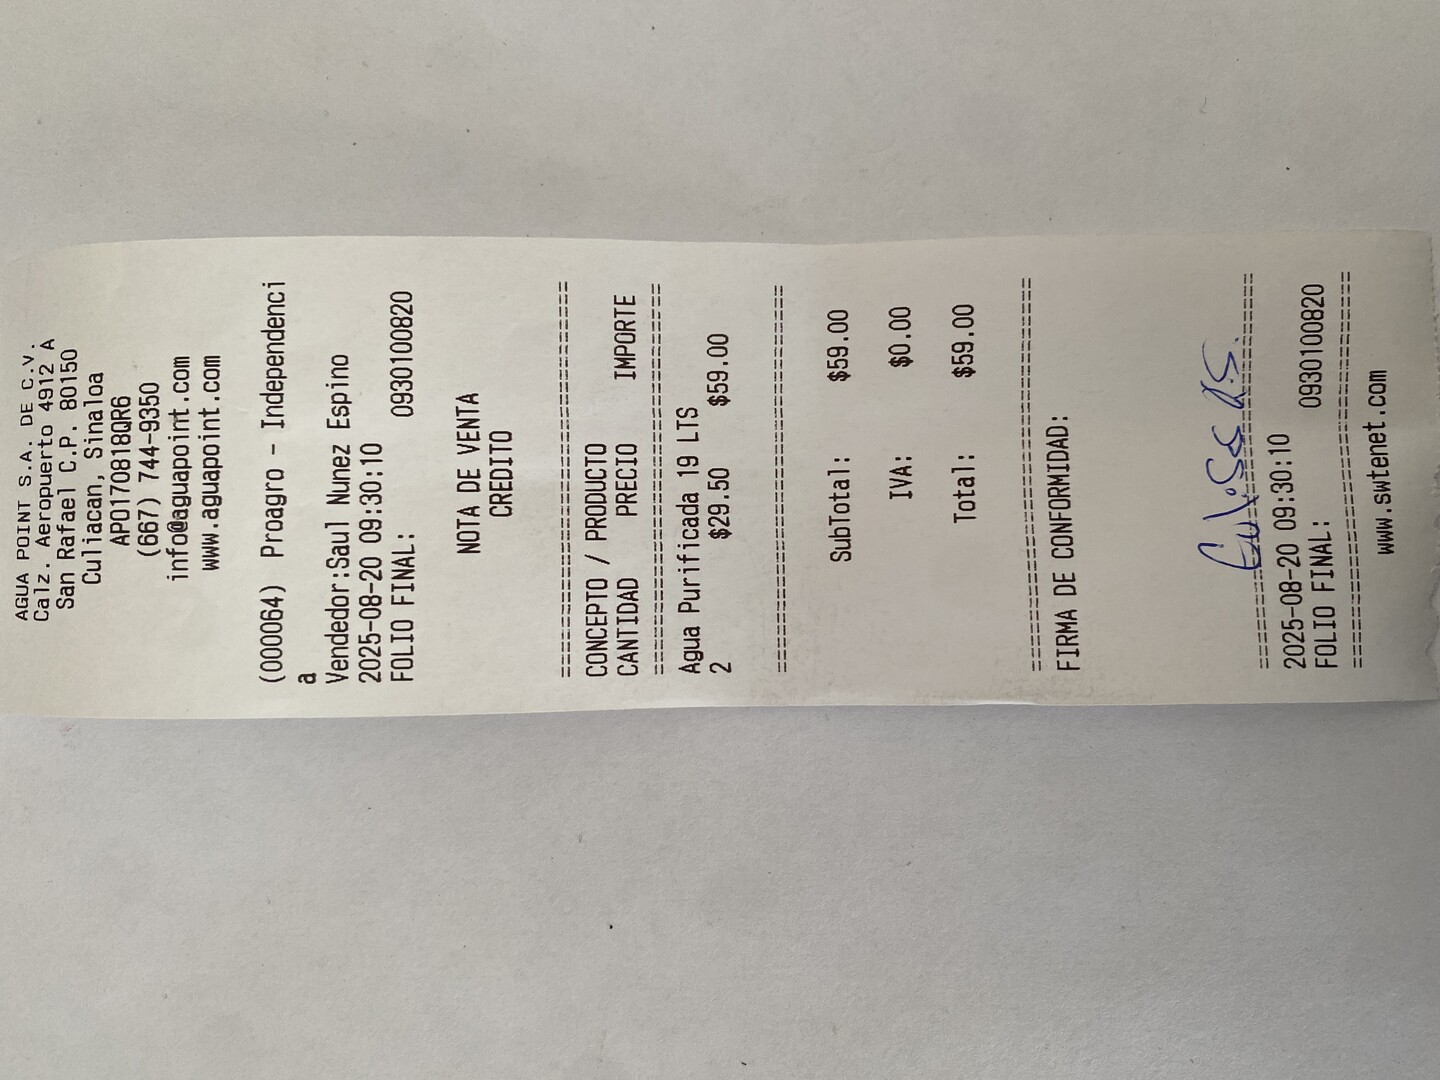 AGUA POINT S.A. DE C.V.
Calz. Aeropuerto 4912 A
San Rafael C.P. 80150
Culiacan, Sinaloa
APO170818QR6
(667) 744-9350
info@aguapoint.com
www.aguapoint.com
(000064) Proagro - Independenci
a
Vendedor:Saul Nunez Espino
2025-08-20 09:30:10
FOLIO FINAL: 0930100820
NOTA DE VENTA
CREDITO
CONCEPTO / PRODUCTO
CANTIDAD PRECIO IMPORTE
Agua Purificada 19 LTS
2 $29.50 $59.00
SubTotal: $59.00
IVA: $0.00
Total: $59.00
FIRMA DE CONFORMIDAD:
2025-08-20 09:30:10
FOLIO FINAL: 0930100820
www.swtenet.com